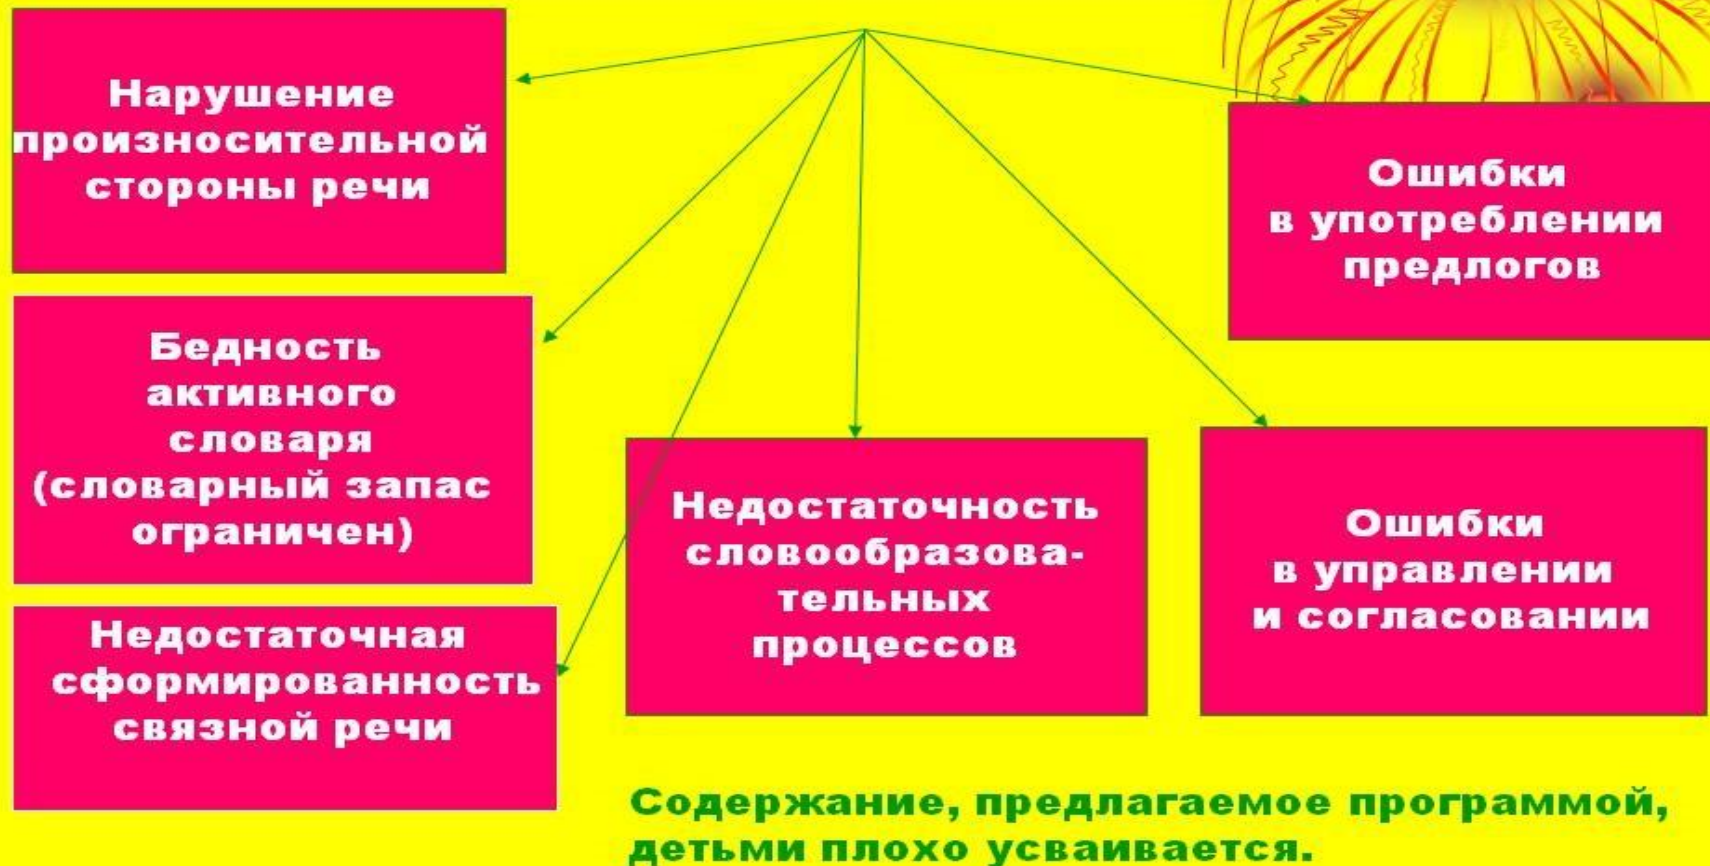 Нарушение
произносительной
стороны речи
Бедность
активного
словаря
(словарный запас
ограничен)
Недостаточная
сформированность
связной речи
Недостаточность
словообразова-
тельных
процессов
Ошибки
в употреблении
предлогов
Ошибки
в управлении
и согласовании
Содержание, предлагаемое программой,
детьми плохо усваивается.